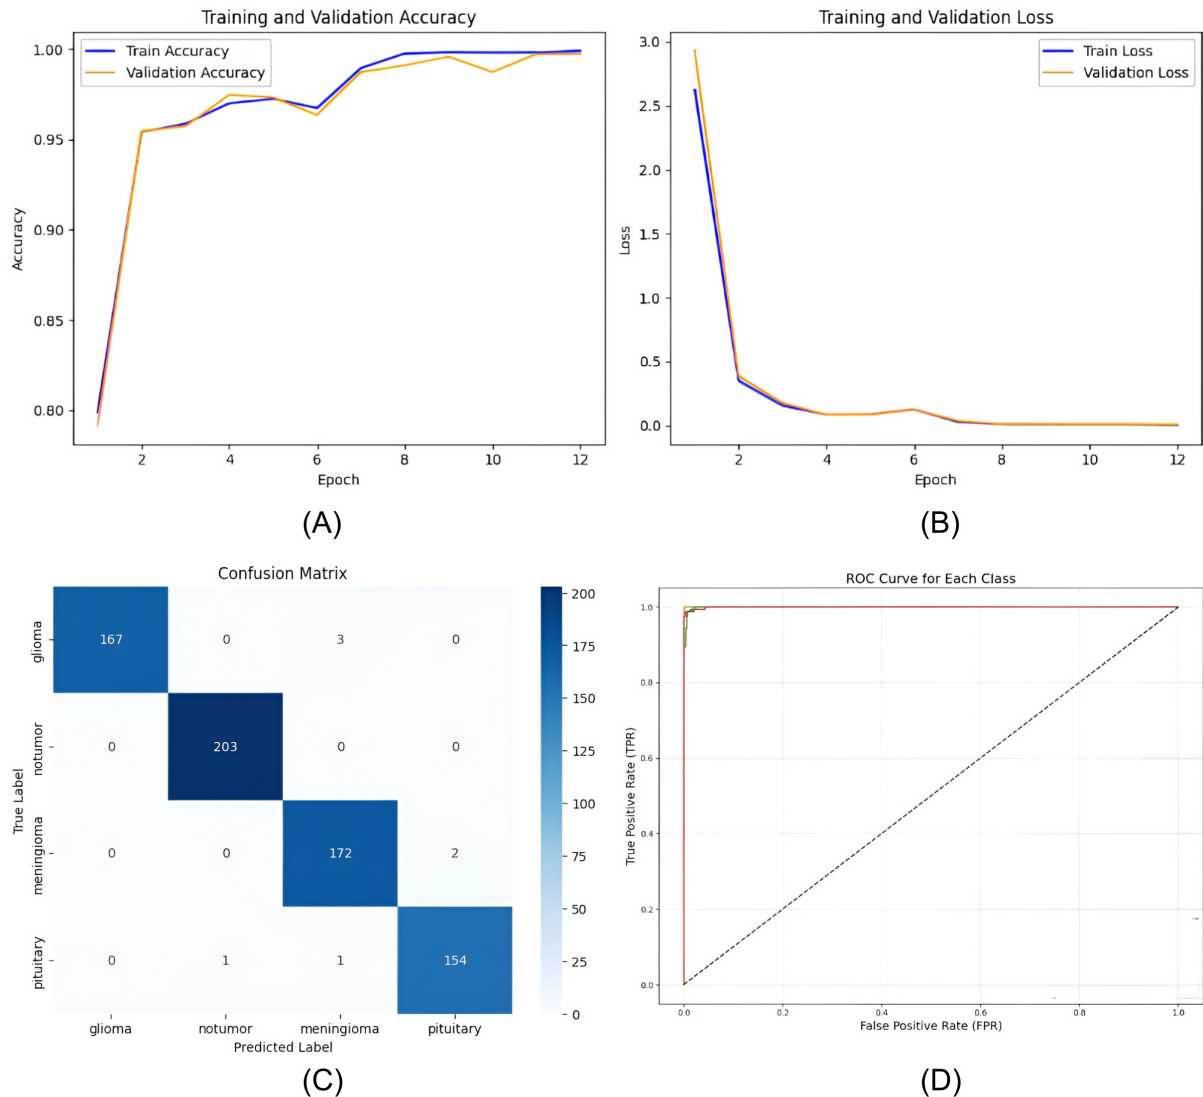 Training and Validation Accuracy
Train Accuracy
Validation Accuracy
1.00
0.95
0.90
0.85
0.80
Accuracy
2 4 6 8 10 12
Epoch
(A)
Training and Validation Loss
Train Loss
Validation Loss
3.0
2.5
2.0
1.5
1.0
0.5
0.0
Loss
2 4 6 8 10 12
Epoch
(B)
Confusion Matrix
True Label
glioma 167 0 3 0
notumor 0 203 0 0
meningioma 0 0 172 2
pituitary 0 1 1 154
glioma notumor meningioma pituitary
Predicted Label
200
175
150
125
100
75
50
25
0
(C)
ROC Curve for Each Class
1.0
0.8
0.6
0.4
0.2
0.0
True Positive Rate (TPR)
0.0 0.2 0.4 0.6 0.8 1.0
False Positive Rate (FPR)
(D)